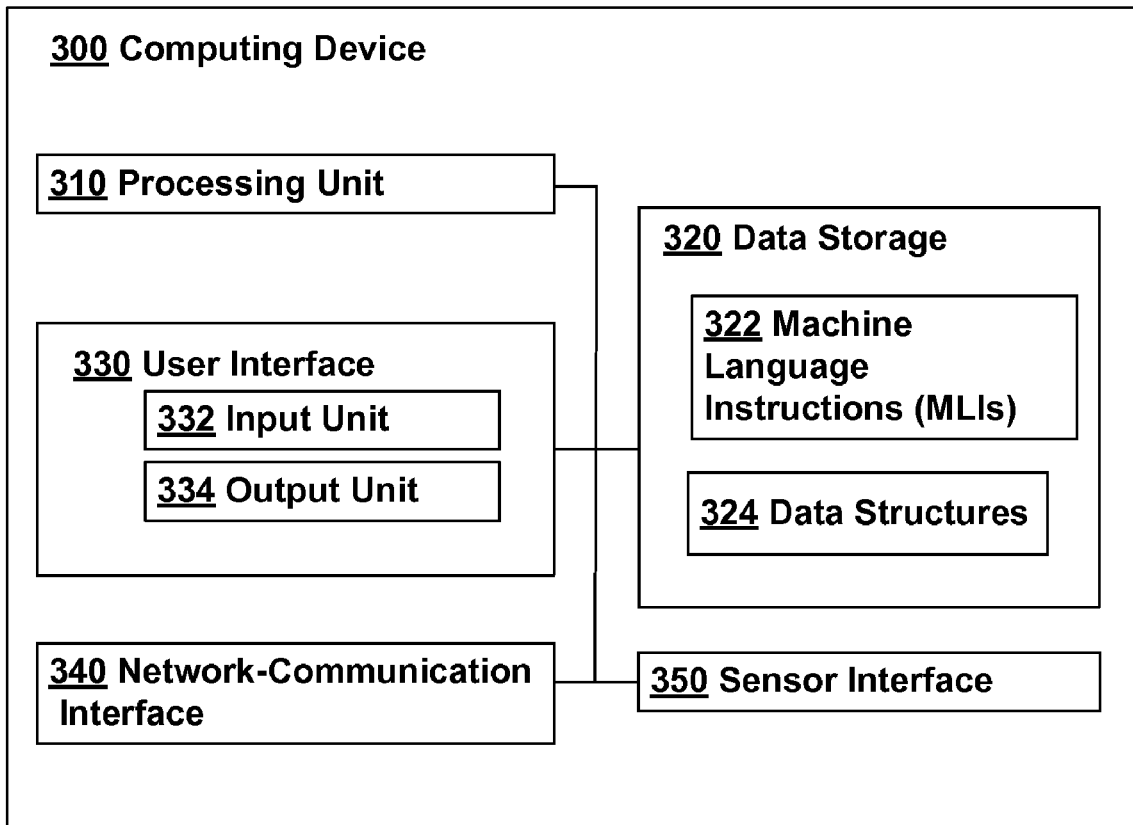 300 Computing Device
310 Processing Unit
320 Data Storage
322 Machine
Language
Instructions (MLIs)
324 Data Structures
330 User Interface
332 Input Unit
334 Output Unit
340 Network-Communication
Interface
350 Sensor Interface